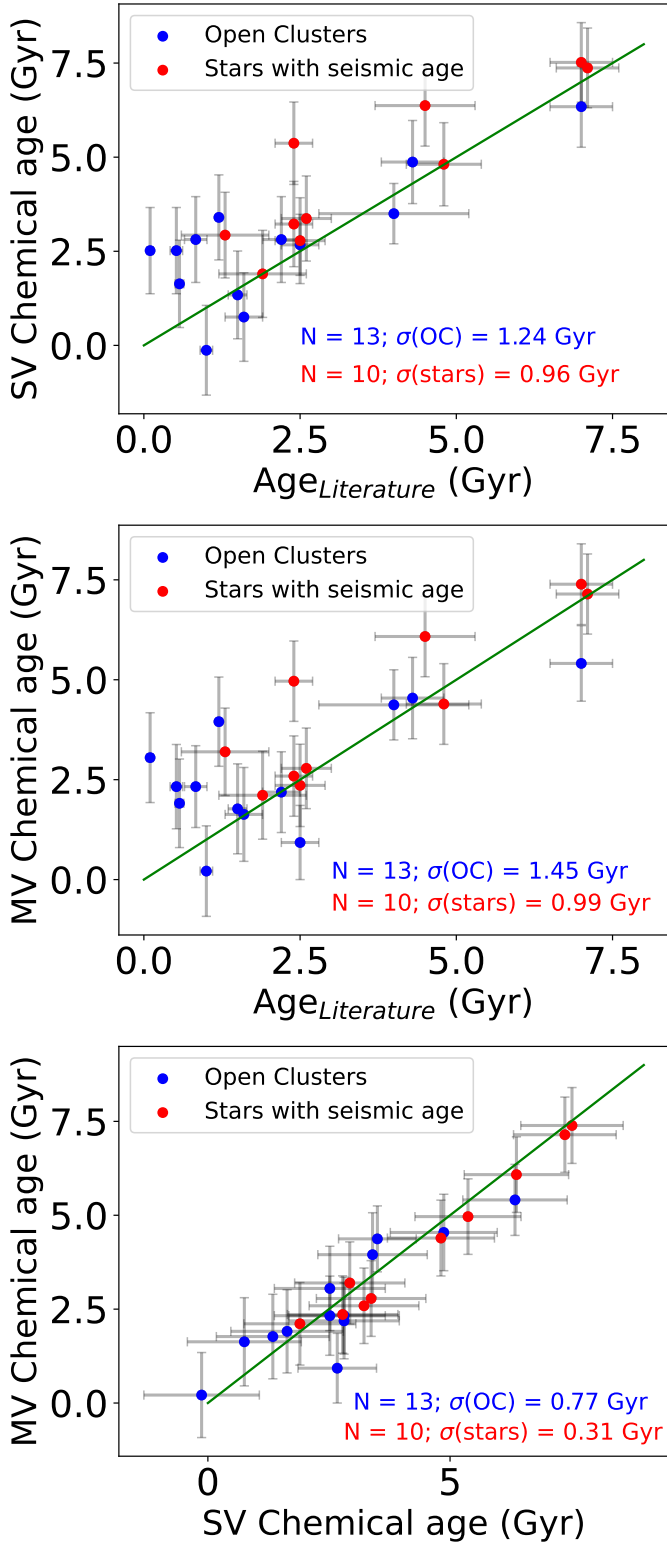 Open Clusters
Stars with seismic age
SV Chemical age (Gyr)
7.5
5.0
2.5
0.0
N = 13; σ(OC) = 1.24 Gyr
N = 10; σ(stars) = 0.96 Gyr
0.0 2.5 5.0 7.5
Age_Literature (Gyr)
Open Clusters
Stars with seismic age
MV Chemical age (Gyr)
7.5
5.0
2.5
0.0
N = 13; σ(OC) = 1.45 Gyr
N = 10; σ(stars) = 0.99 Gyr
0.0 2.5 5.0 7.5
Age_Literature (Gyr)
Open Clusters
Stars with seismic age
MV Chemical age (Gyr)
7.5
5.0
2.5
0.0
N = 13; σ(OC) = 0.77 Gyr
N = 10; σ(stars) = 0.31 Gyr
0 5
SV Chemical age (Gyr)